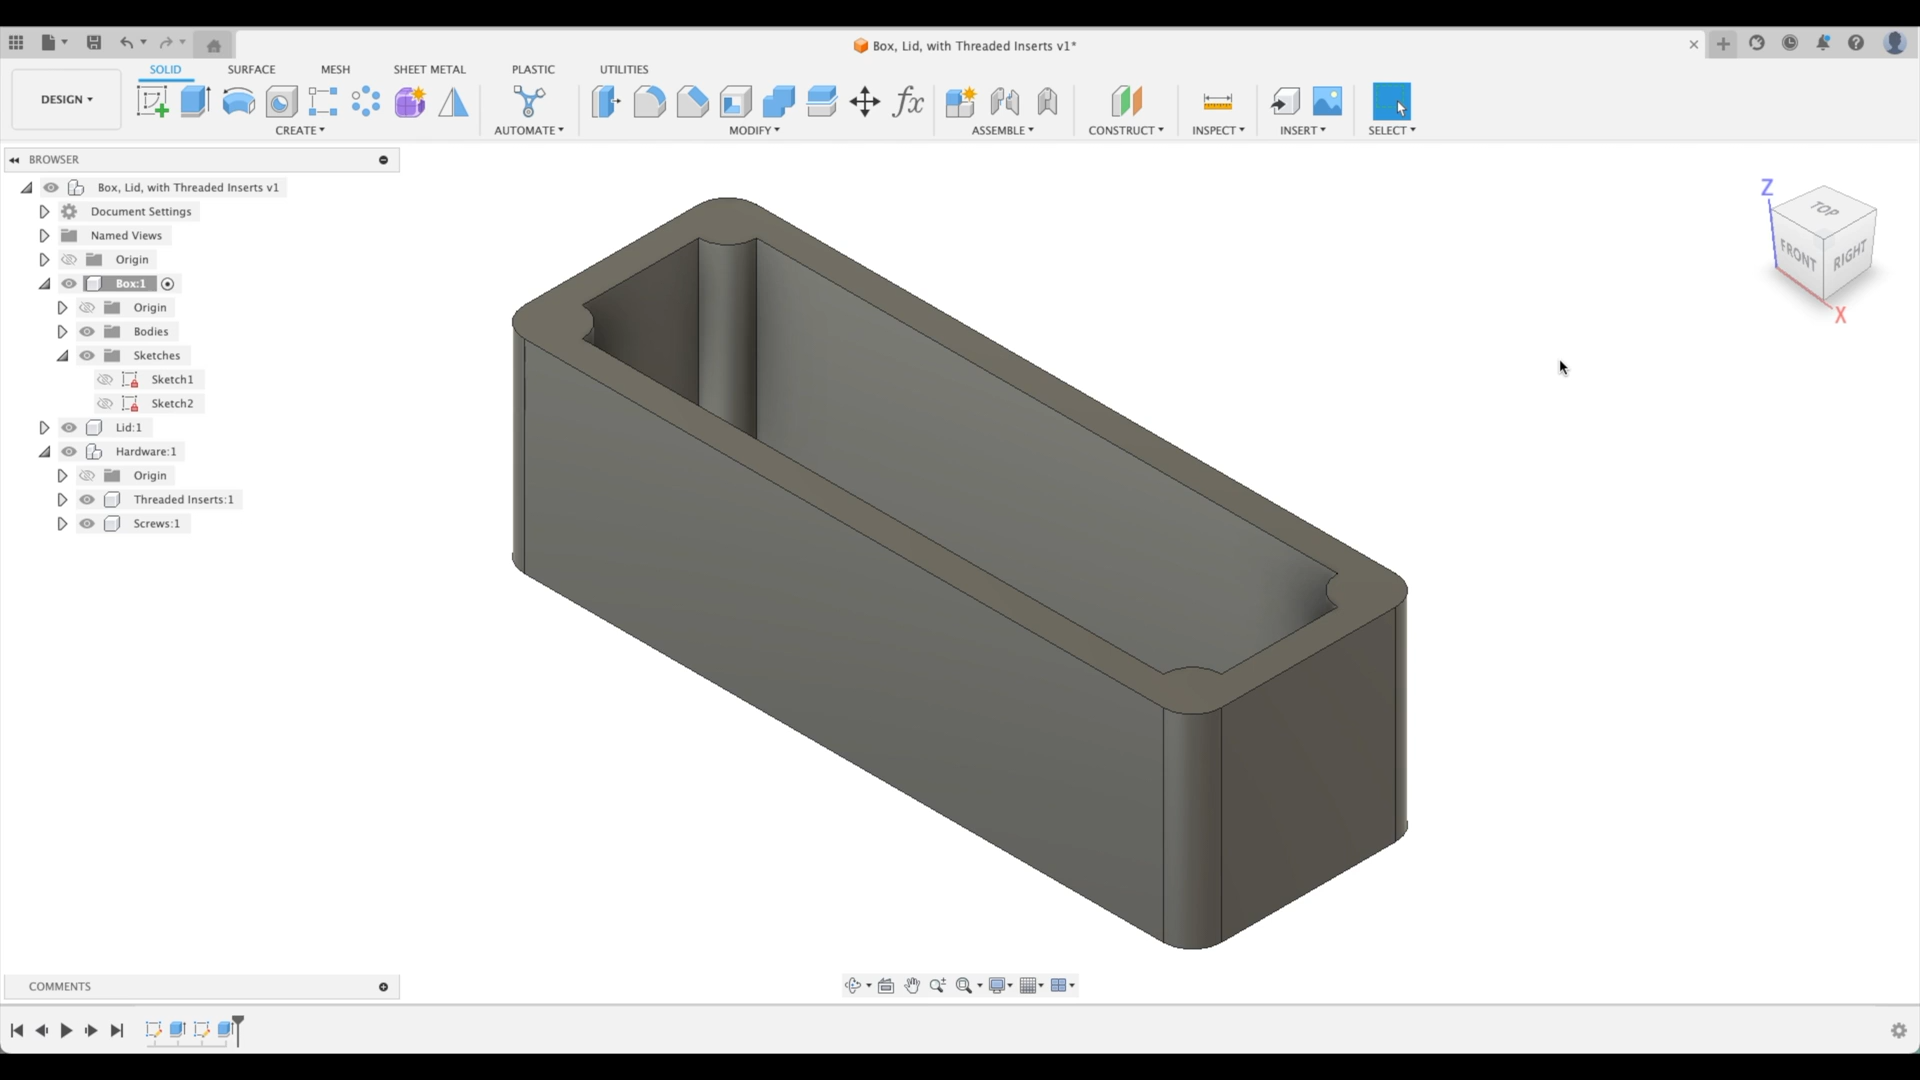 Box, Lid, with Threaded Inserts v1*
SOLID SURFACE MESH SHEET METAL PLASTIC UTILITIES
DESIGN
fx
CREATE AUTOMATE MODIFY ASSEMBLE CONSTRUCT INSPECT INSERT SELECT
BROWSER
Box, Lid, with Threaded Inserts v1
Document Settings
Named Views
Origin
Box:1
Origin
Bodies
Sketches
Sketch1
Sketch2
Lid:1
Hardware:1
Origin
Threaded Inserts:1
Screws:1
Z
TOP
FRONT RIGHT
X
COMMENTS